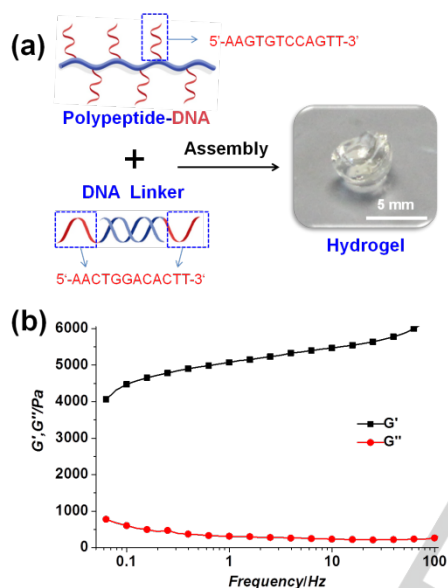 (a)
5'-AAGTGTCCAGTT-3'
Polypeptide-DNA
+
Assembly
DNA Linker
5'-AACTGGACACTT-3'
5 mm
Hydrogel
(b)
6000
5000
4000
3000
2000
1000
0
G',G''/Pa
G'
G''
0.1
1
10
100
Frequency/Hz